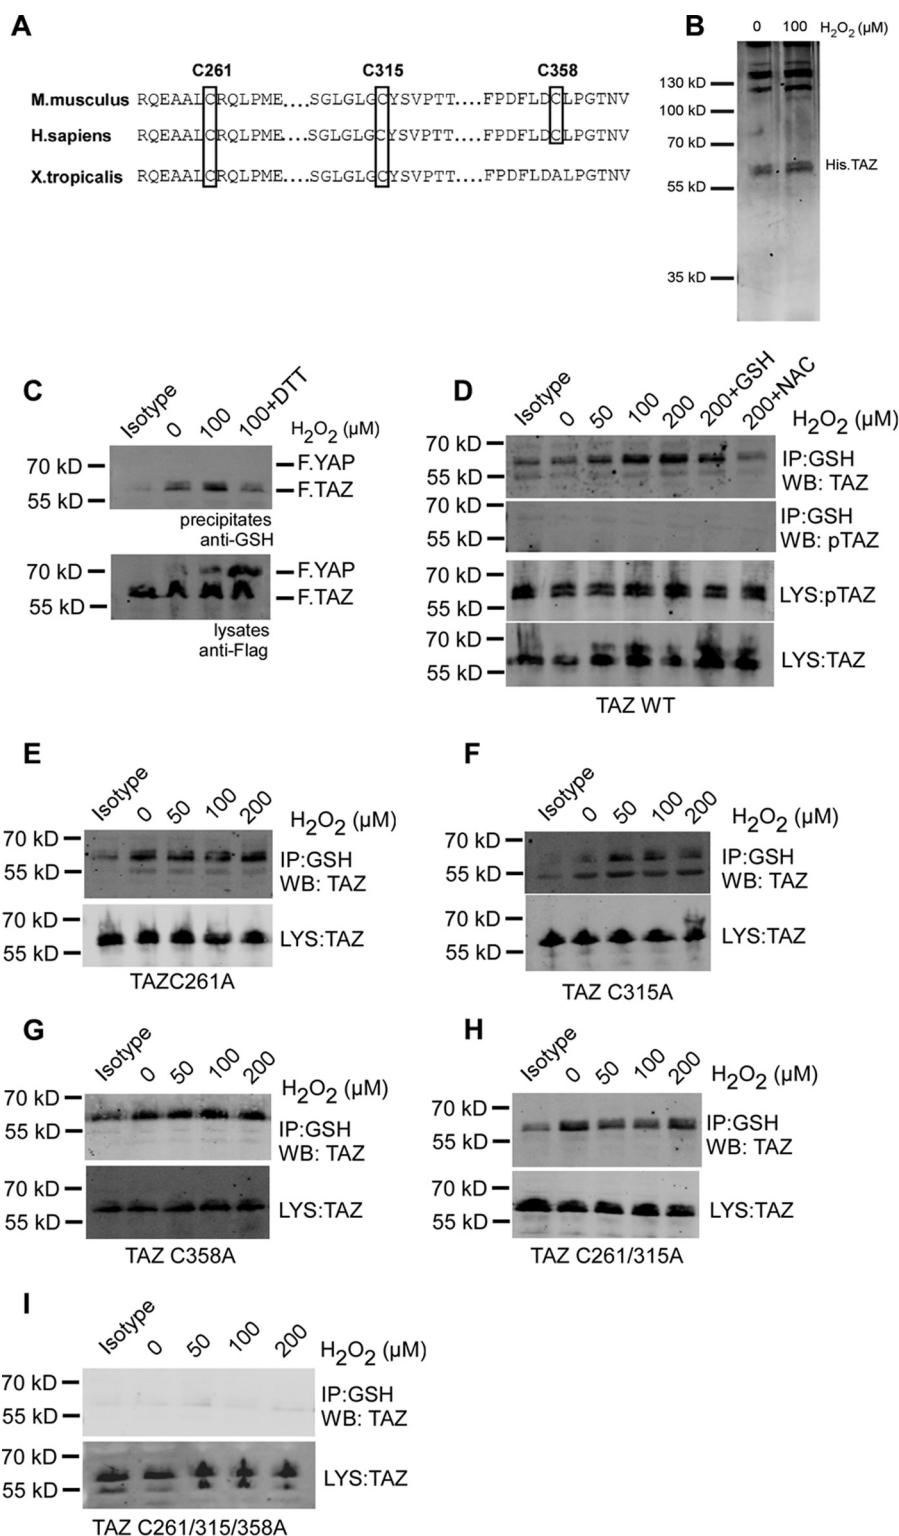 A
C261 C315 C358
M.musculus RQEAALCRQLPME....SGLGLGCYSVPTT....FPDFLDCLPGTNV
H.sapiens RQEAALCRQLPME....SGLGLGCYSVPTT....FPDFLDCLPGTNV
X.tropicalis RQEAALCRQLPME....SGLGLGCYSVPTT....FPDFLDALPGTNV
B
0 100 H2O2 (µM)
130 kD
100 kD
70 kD
His.TAZ
55 kD
35 kD
C
Isotype 0 100 100+DTT H2O2 (µM)
70 kD F.YAP
55 kD F.TAZ
precipitates
anti-GSH
70 kD F.YAP
55 kD F.TAZ
lysates
anti-Flag
D
Isotype 0 50 100 200 200+GSH 200+NAC H2O2 (µM)
70 kD IP:GSH
55 kD WB: TAZ
70 kD IP:GSH
55 kD WB: pTAZ
70 kD LYS:pTAZ
55 kD
70 kD LYS:TAZ
55 kD
TAZ WT
E
Isotype 0 50 100 200 H2O2 (µM)
70 kD IP:GSH
55 kD WB: TAZ
70 kD LYS:TAZ
55 kD
TAZC261A
F
Isotype 0 50 100 200 H2O2 (µM)
70 kD IP:GSH
55 kD WB: TAZ
70 kD LYS:TAZ
55 kD
TAZ C315A
G
Isotype 0 50 100 200 H2O2 (µM)
70 kD
55 kD IP:GSH
WB: TAZ
70 kD LYS:TAZ
55 kD
TAZ C358A
H
Isotype 0 50 100 200 H2O2 (µM)
70 kD IP:GSH
55 kD WB: TAZ
70 kD LYS:TAZ
55 kD
TAZ C261/315A
I
Isotype 0 50 100 200 H2O2 (µM)
70 kD IP:GSH
55 kD WB: TAZ
70 kD LYS:TAZ
55 kD
TAZ C261/315/358A